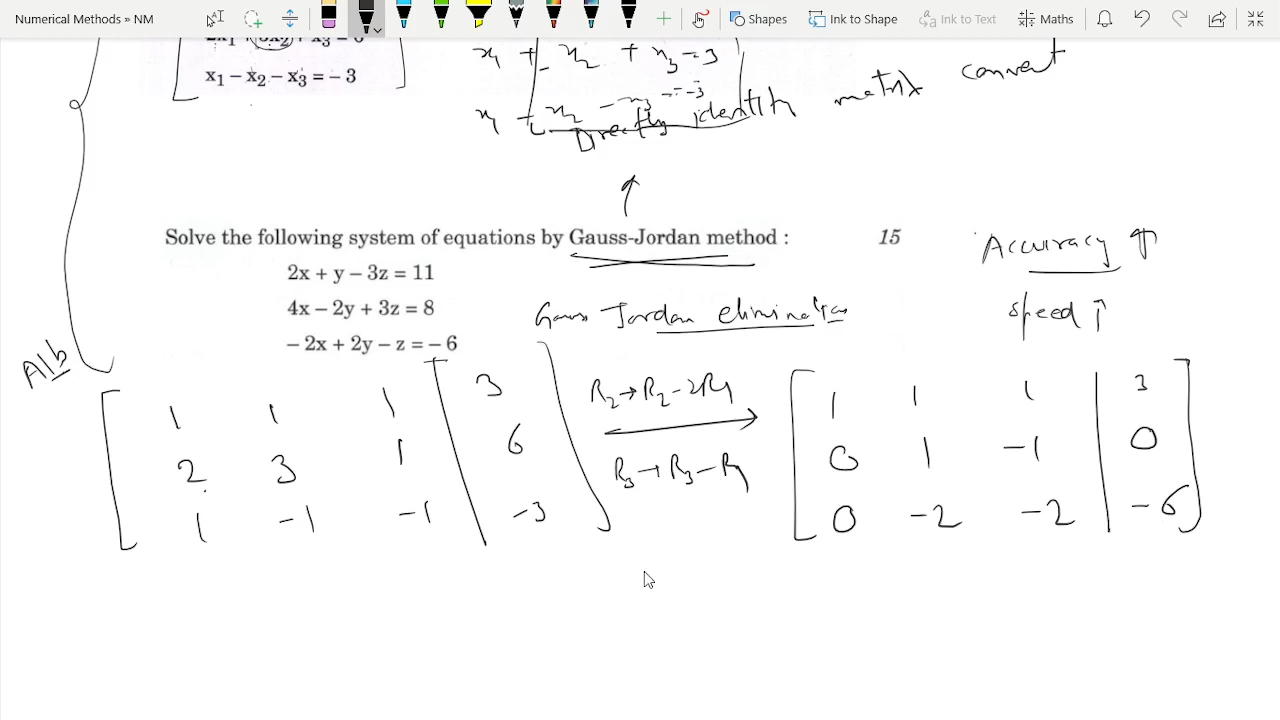 Numerical Methods » NM
Shapes
Ink to Shape
Ink to Text
Maths
x₁ – x₂ – x₃ = – 3
x₁ + x₂ + x₃ = 3
Directly identity matrix convert
Solve the following system of equations by Gauss-Jordan method : 15
2x + y – 3z = 11
4x – 2y + 3z = 8
– 2x + 2y – z = – 6
Gauss Jordan elimination
Accuracy ↑
Speed ↑
A|b
1 1 1 | 3
2 3 1 | 6
1 -1 -1 | -3
R₂→R₂-2R₁
R₃→R₃-R₁
1 1 1 | 3
0 1 -1 | 0
0 -2 -2 | -6